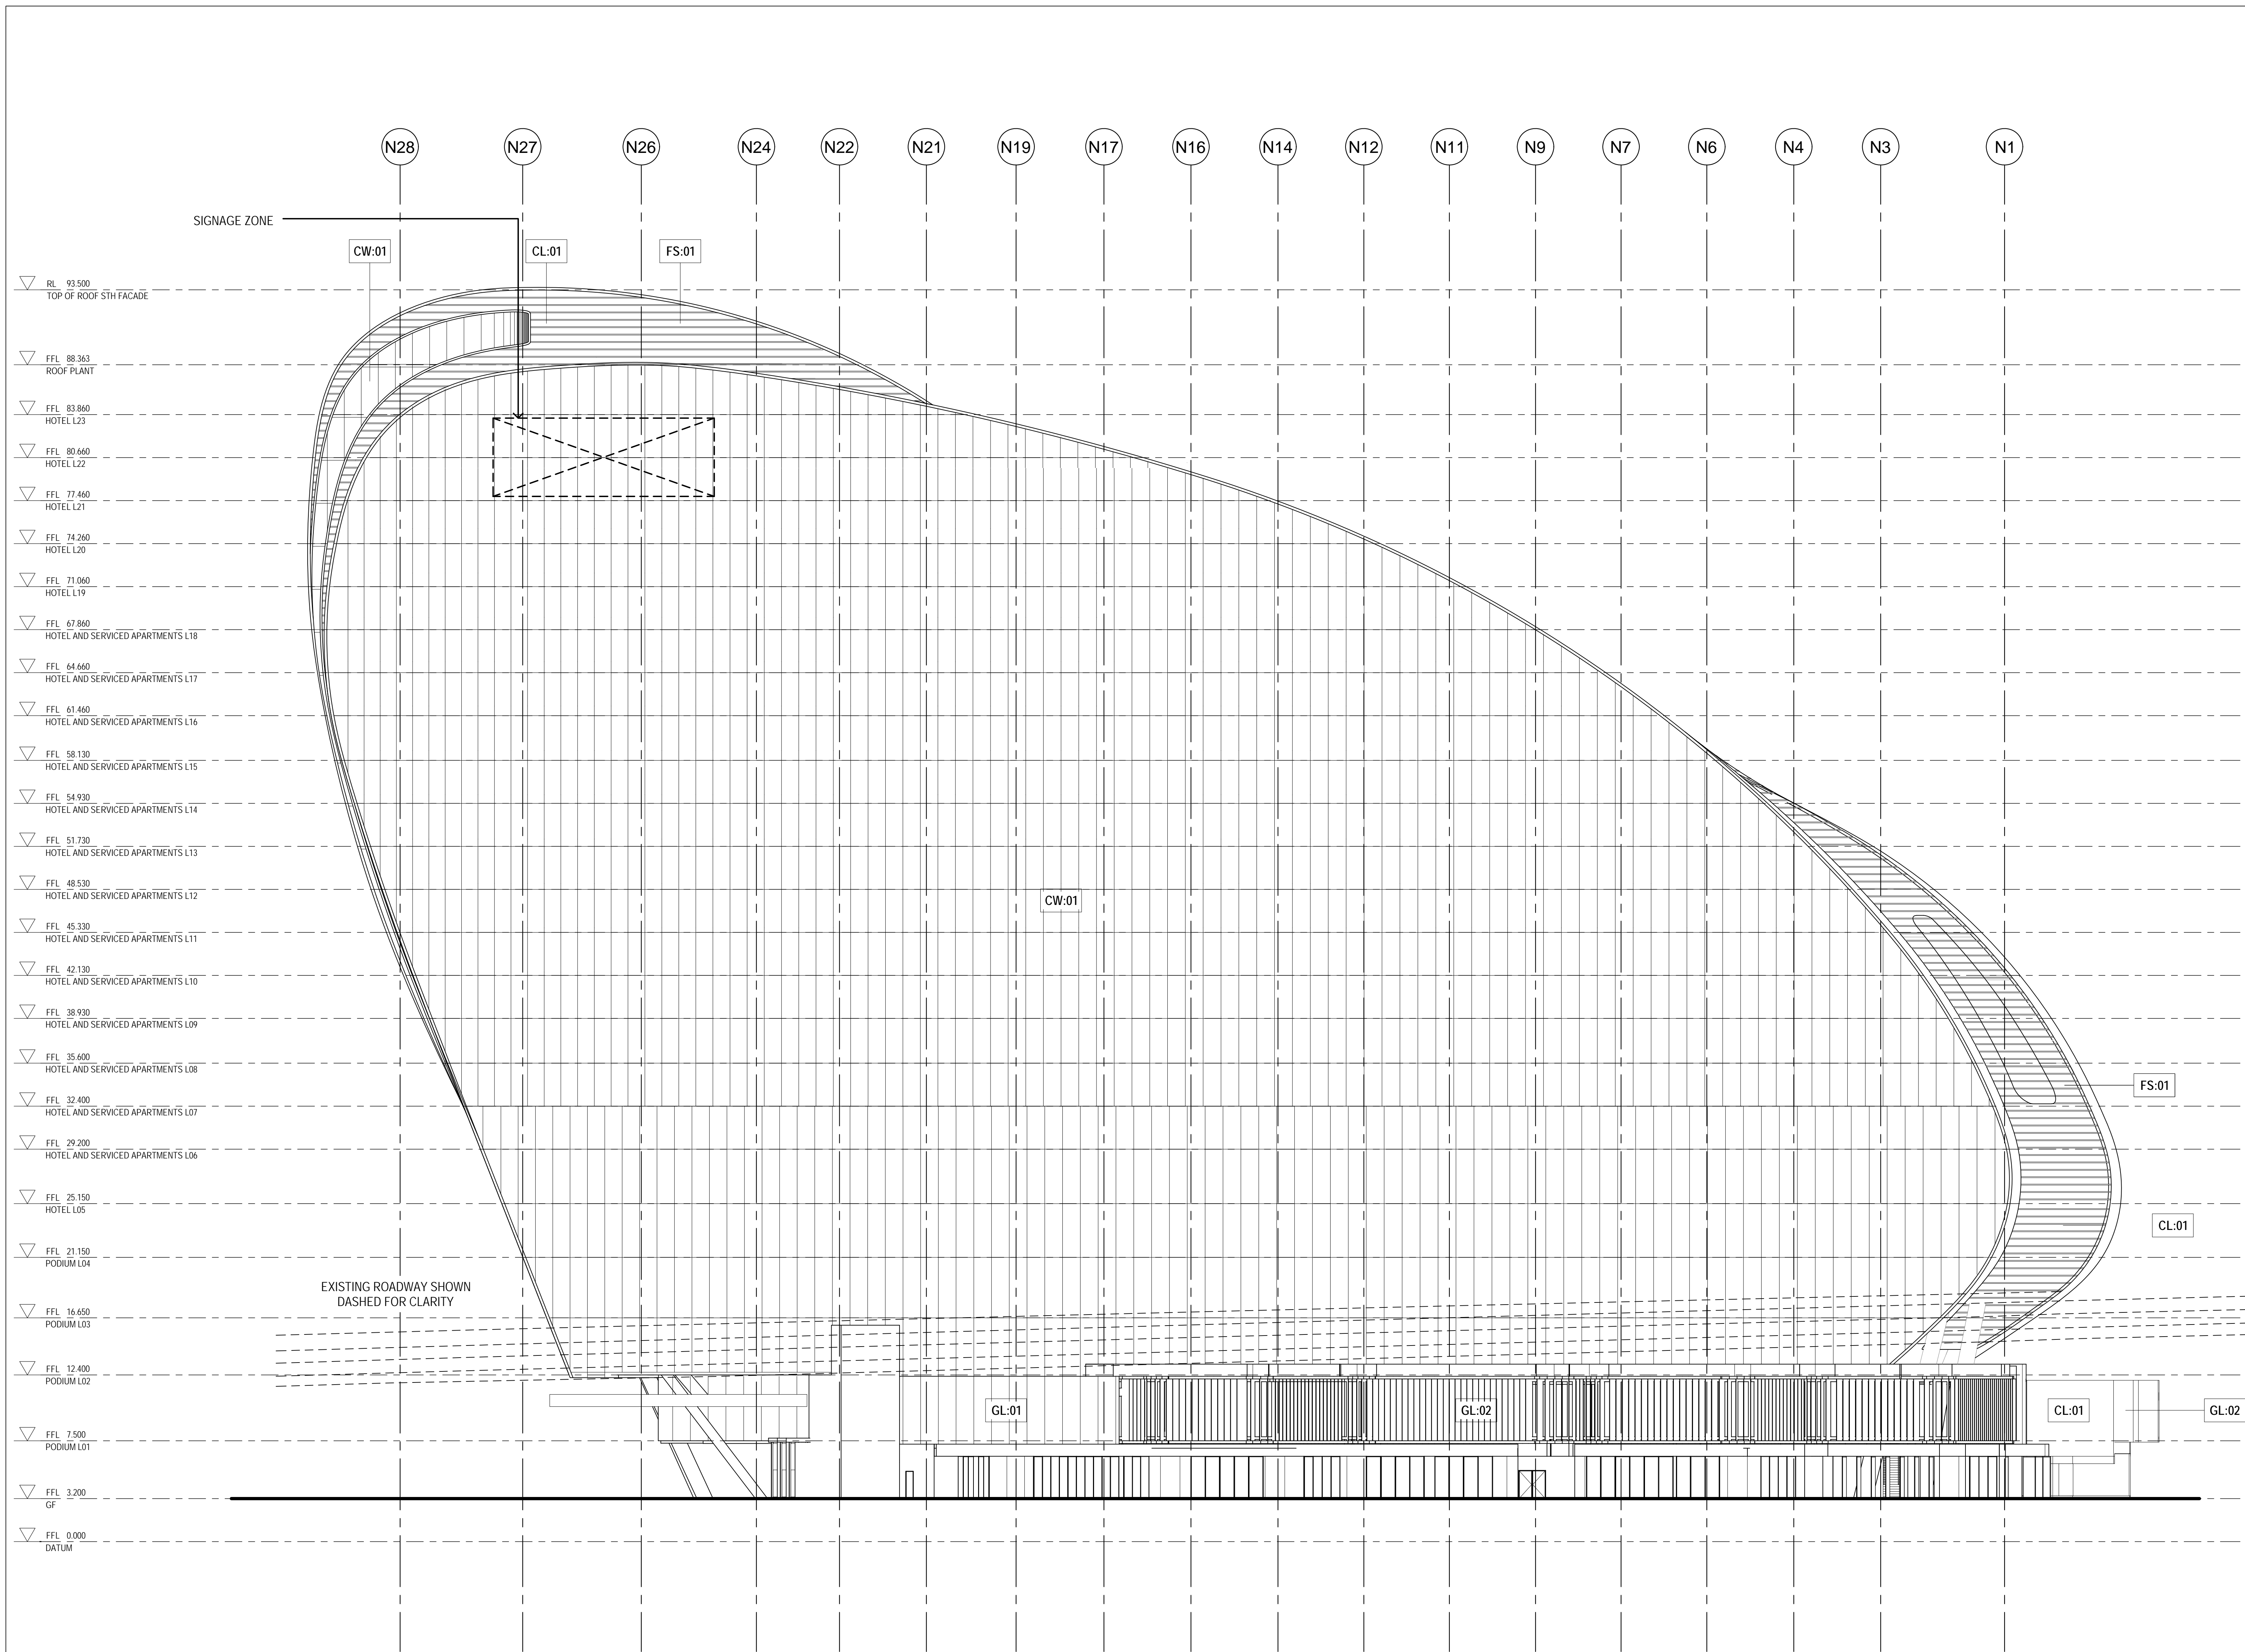 N28 N27 N26 N24 N22 N21 N19 N17 N16 N14 N12 N11 N9 N7 N6 N4 N3 N1
SIGNAGE ZONE
CW:01 CL:01 FS:01
RL 93.500
TOP OF ROOF STH FACADE
FFL 88.363
ROOF PLANT
FFL 83.860
HOTEL L23
FFL 80.660
HOTEL L22
FFL 77.460
HOTEL L21
FFL 74.260
HOTEL L20
FFL 71.060
HOTEL L19
FFL 67.860
HOTEL AND SERVICED APARTMENTS L18
FFL 64.660
HOTEL AND SERVICED APARTMENTS L17
FFL 61.460
HOTEL AND SERVICED APARTMENTS L16
FFL 58.130
HOTEL AND SERVICED APARTMENTS L15
FFL 54.930
HOTEL AND SERVICED APARTMENTS L14
FFL 51.730
HOTEL AND SERVICED APARTMENTS L13
FFL 48.530
HOTEL AND SERVICED APARTMENTS L12
CW:01
FFL 45.330
HOTEL AND SERVICED APARTMENTS L11
FFL 42.130
HOTEL AND SERVICED APARTMENTS L10
FFL 38.930
HOTEL AND SERVICED APARTMENTS L09
FFL 35.600
HOTEL AND SERVICED APARTMENTS L08
FS:01
FFL 32.400
HOTEL AND SERVICED APARTMENTS L07
FFL 29.200
HOTEL AND SERVICED APARTMENTS L06
FFL 25.150
HOTEL L05
CL:01
FFL 21.150
PODIUM L04
EXISTING ROADWAY SHOWN
DASHED FOR CLARITY
FFL 16.650
PODIUM L03
FFL 12.400
PODIUM L02
GL:01 GL:02 CL:01 GL:02
FFL 7.500
PODIUM L01
FFL 3.200
GF
FFL 0.000
DATUM